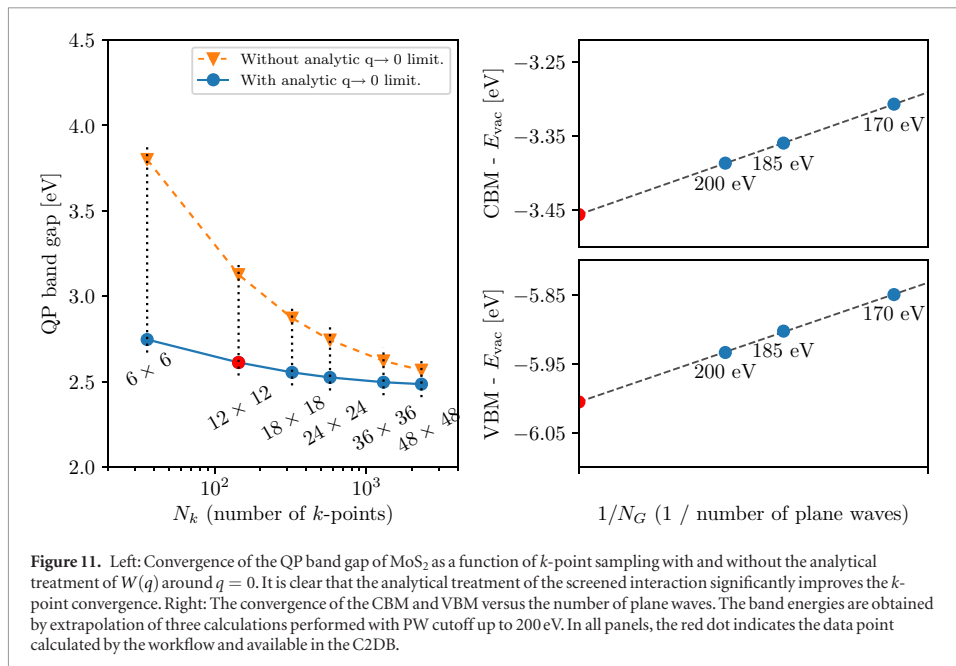 4.5
4.0
3.5
3.0
2.5
2.0
QP band gap [eV]
Without analytic q→ 0 limit.
With analytic q→ 0 limit.
6 × 6
12 × 12
18 × 18
24 × 24
36 × 36
48 × 48
10²
10³
N_k (number of k-points)
−3.25
−3.35
−3.45
CBM - E_vac [eV]
170 eV
185 eV
200 eV
−5.85
−5.95
−6.05
VBM - E_vac [eV]
170 eV
185 eV
200 eV
1/N_G (1 / number of plane waves)
Figure 11. Left: Convergence of the QP band gap of MoS₂ as a function of k-point sampling with and without the analytical
treatment of W(q) around q = 0. It is clear that the analytical treatment of the screened interaction significantly improves the k-
point convergence. Right: The convergence of the CBM and VBM versus the number of plane waves. The band energies are obtained
by extrapolation of three calculations performed with PW cutoff up to 200 eV. In all panels, the red dot indicates the data point
calculated by the workflow and available in the C2DB.